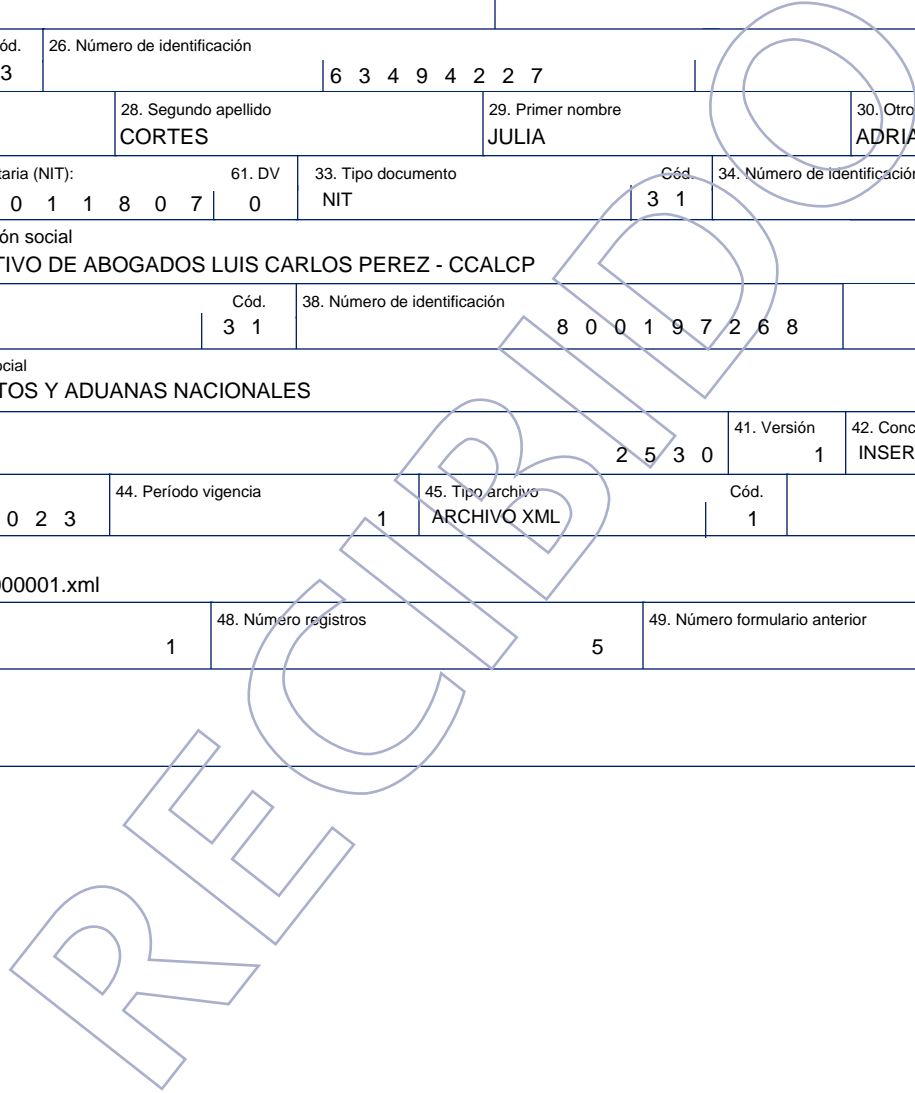 ód. 26. Número de identificación
3 6 3 4 9 4 2 2 7
28. Segundo apellido 29. Primer nombre 30. Otro
CORTES JULIA ADRIA
taria (NIT): 61. DV 33. Tipo documento Cód. 34. Número de identificación
0 1 1 8 0 7 0 NIT 3 1
ón social
TIVO DE ABOGADOS LUIS CARLOS PEREZ - CCALCP
Cód. 38. Número de identificación
3 1 8 0 0 1 9 7 2 6 8
ocial
TOS Y ADUANAS NACIONALES
41. Versión 42. Conc
2 5 3 0 1 INSER
44. Período vigencia 45. Tipo archivo Cód.
0 2 3 1 ARCHIVO XML 1
000001.xml
48. Número registros 49. Número formulario anterior
1 5
RECIBIDO